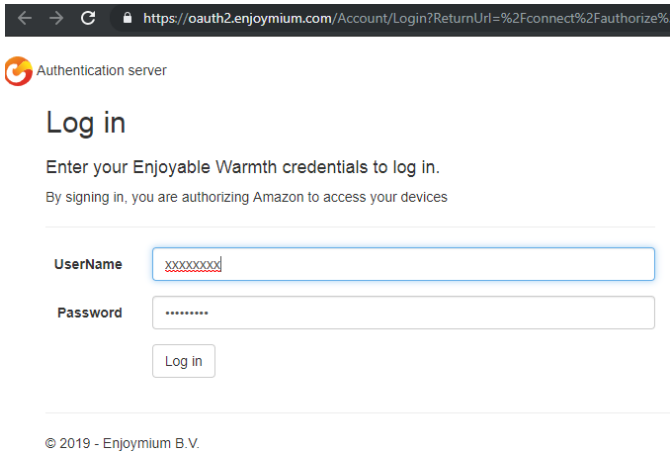 https://oauth2.enjoymium.com/Account/Login?ReturnUrl=%2Fconnect%2Fauthorize%
Authentication server
Log in
Enter your Enjoyable Warmth credentials to log in.
By signing in, you are authorizing Amazon to access your devices
UserName xxxxxxxx
Password •••••••••
Log in
© 2019 - Enjoymium B.V.